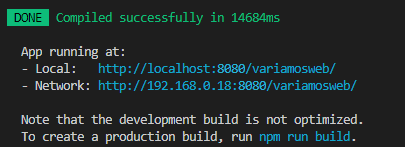 DONE Compiled successfully in 14684ms
App running at:
- Local: http://localhost:8080/variamosweb/
- Network: http://192.168.0.18:8080/variamosweb/
Note that the development build is not optimized.
To create a production build, run npm run build.